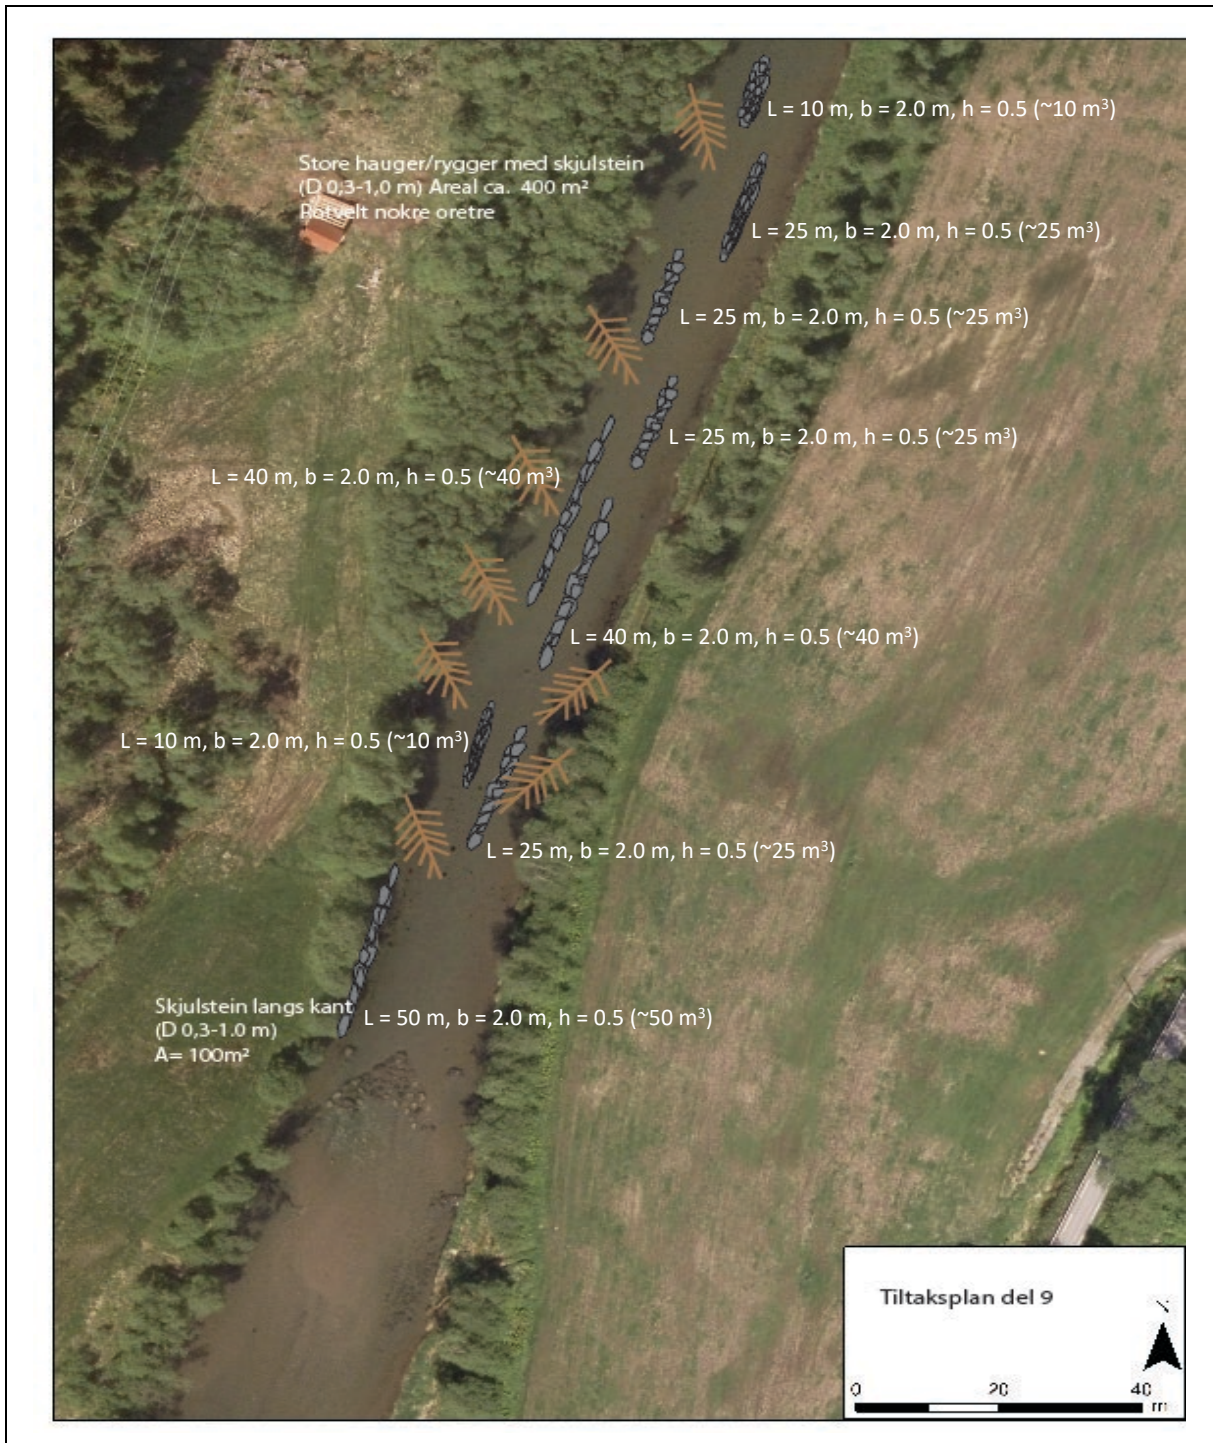 L = 10 m, b = 2.0 m, h = 0.5 (~10 m³)
Store hauger/rygger med skjulstein
(D 0,3-1,0 m) Areal ca. 400 m²
Rotvelt nokre oretre
L = 25 m, b = 2.0 m, h = 0.5 (~25 m³)
L = 25 m, b = 2.0 m, h = 0.5 (~25 m³)
L = 25 m, b = 2.0 m, h = 0.5 (~25 m³)
L = 40 m, b = 2.0 m, h = 0.5 (~40 m³)
L = 40 m, b = 2.0 m, h = 0.5 (~40 m³)
L = 10 m, b = 2.0 m, h = 0.5 (~10 m³)
L = 25 m, b = 2.0 m, h = 0.5 (~25 m³)
Skjulstein langs kant
(D 0,3-1.0 m)
A= 100m²
L = 50 m, b = 2.0 m, h = 0.5 (~50 m³)
Tiltaksplan del 9
0 20 40
m